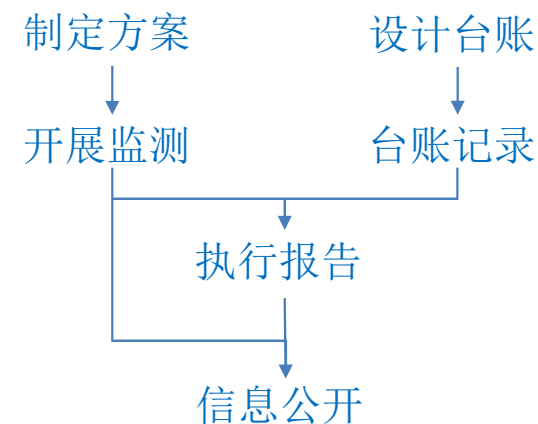 制定方案
设计台账
开展监测
台账记录
执行报告
信息公开